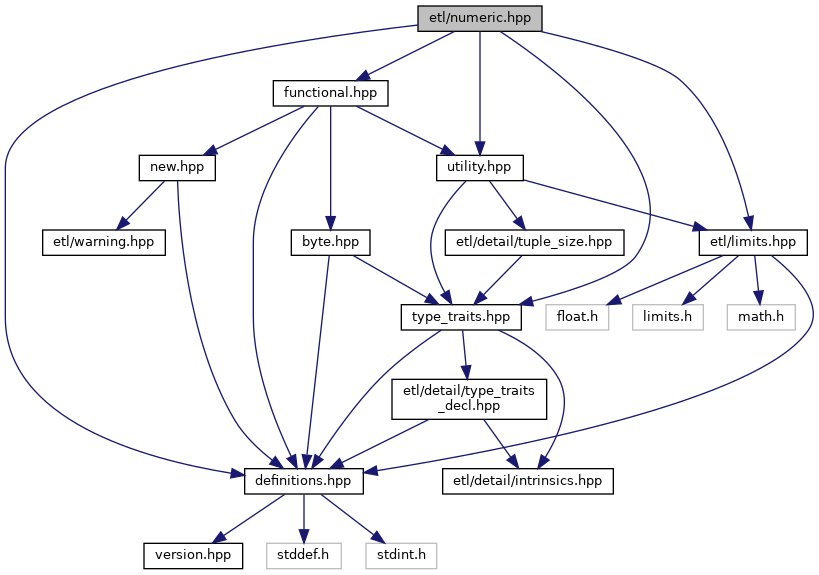 etl/numeric.hpp
functional.hpp
new.hpp
utility.hpp
etl/warning.hpp
byte.hpp
etl/detail/tuple_size.hpp
etl/limits.hpp
type_traits.hpp
float.h
limits.h
math.h
etl/detail/type_traits
_decl.hpp
definitions.hpp
etl/detail/intrinsics.hpp
version.hpp
stddef.h
stdint.h